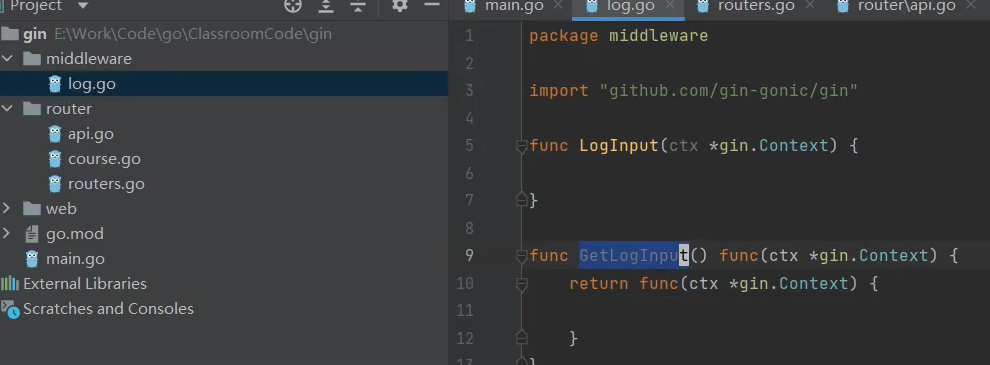 Project
gin E:\Work\Code\go\ClassroomCode\gin
middleware
log.go
router
api.go
course.go
routers.go
web
go.mod
main.go
External Libraries
Scratches and Consoles
main.go log.go routers.go router\api.go
1 package middleware
2
3 import "github.com/gin-gonic/gin"
4
5 func LogInput(ctx *gin.Context) {
6
7 }
8
9 func GetLogInput() func(ctx *gin.Context) {
10 return func(ctx *gin.Context) {
11
12 }
13 }